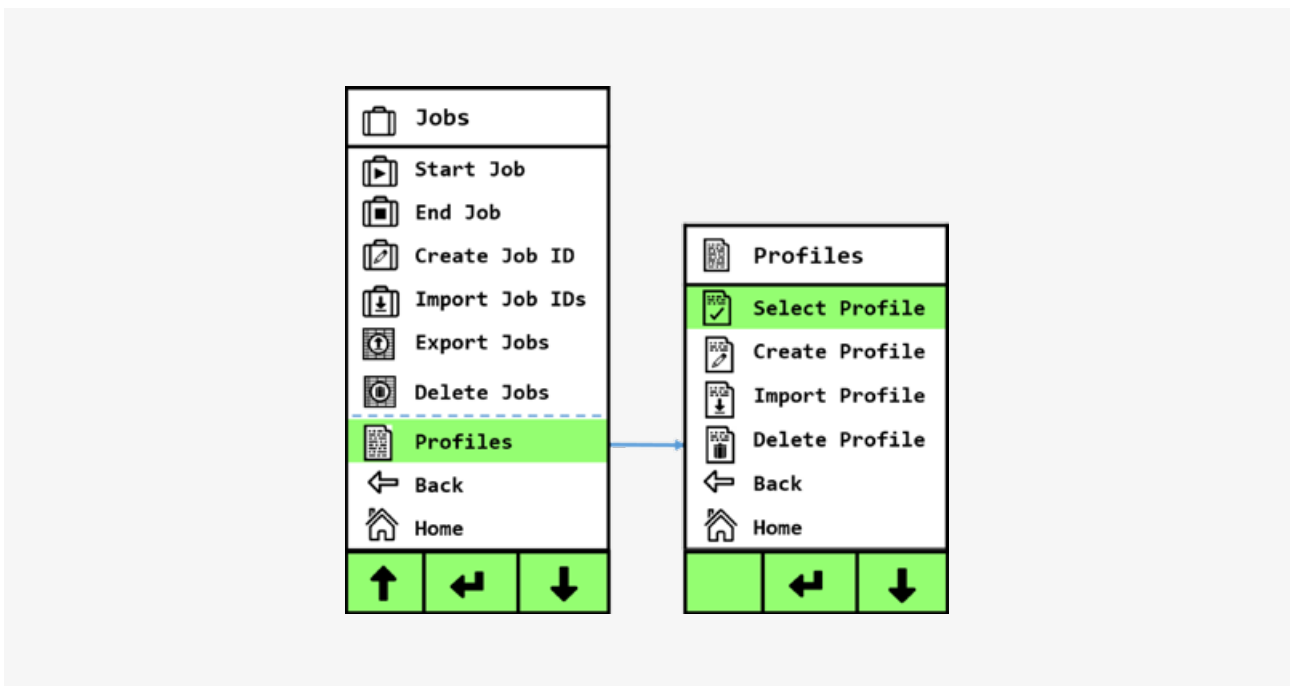 Jobs
Start Job
End Job
Create Job ID
Import Job IDs
Export Jobs
Delete Jobs
Profiles
Back
Home
Profiles
Select Profile
Create Profile
Import Profile
Delete Profile
Back
Home